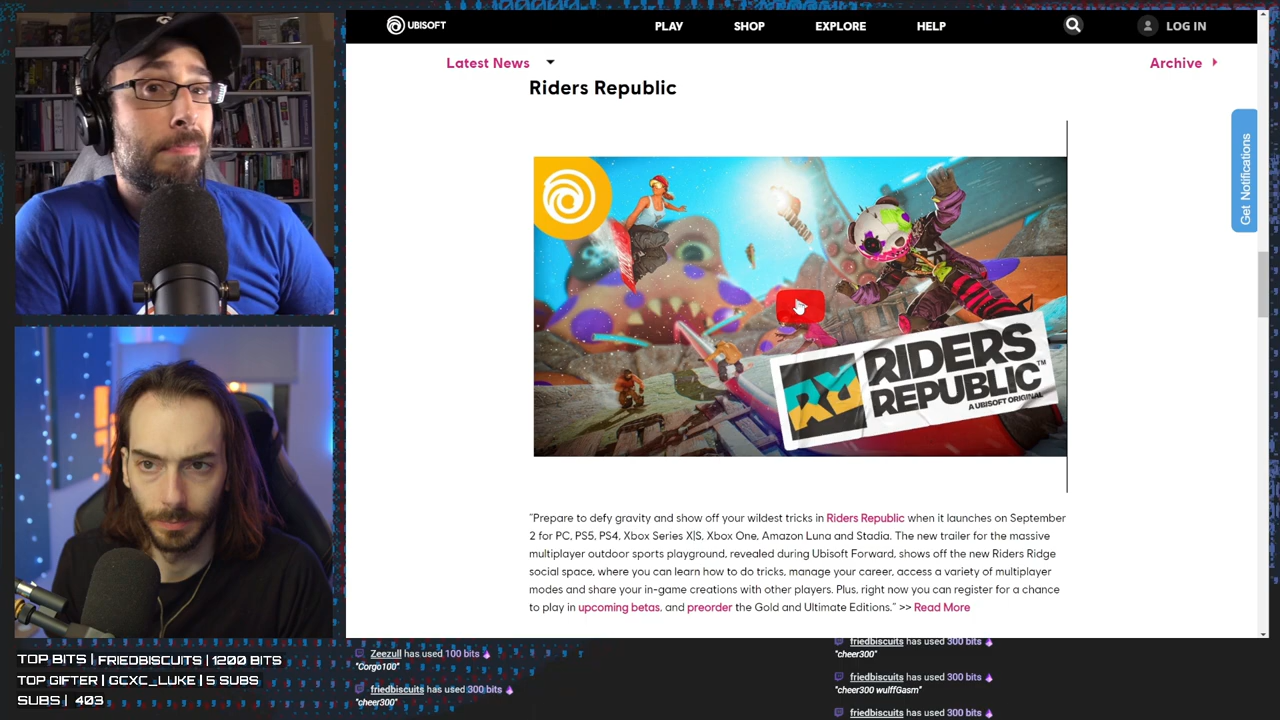 UBISOFT
PLAY
SHOP
EXPLORE
HELP
LOG IN
Latest News
Archive
Riders Republic
Get Notifications
RIDERS
REPUBLIC™
A UBISOFT ORIGINAL
"Prepare to defy gravity and show off your wildest tricks in Riders Republic when it launches on September
2 for PC, PS5, PS4, Xbox Series X|S, Xbox One, Amazon Luna and Stadia. The new trailer for the massive
multiplayer outdoor sports playground, revealed during Ubisoft Forward, shows off the new Riders Ridge
social space, where you can learn how to do tricks, manage your career, access a variety of multiplayer
modes and share your in-game creations with other players. Plus, right now you can register for a chance
to play in upcoming betas, and preorder the Gold and Ultimate Editions." >> Read More
TOP BITS | FRIEDBISCUITS | 1200 BITS
TOP GIFTER | GCXC_LUKE | 5 SUBS
SUBS | 403
Zeezull has used 100 bits
"Corgo100"
friedbiscuits has used 300 bits
"cheer300"
friedbiscuits has used 300 bits
"cheer300"
friedbiscuits has used 300 bits
"cheer300 wulffGasm"
friedbiscuits has used 300 bits